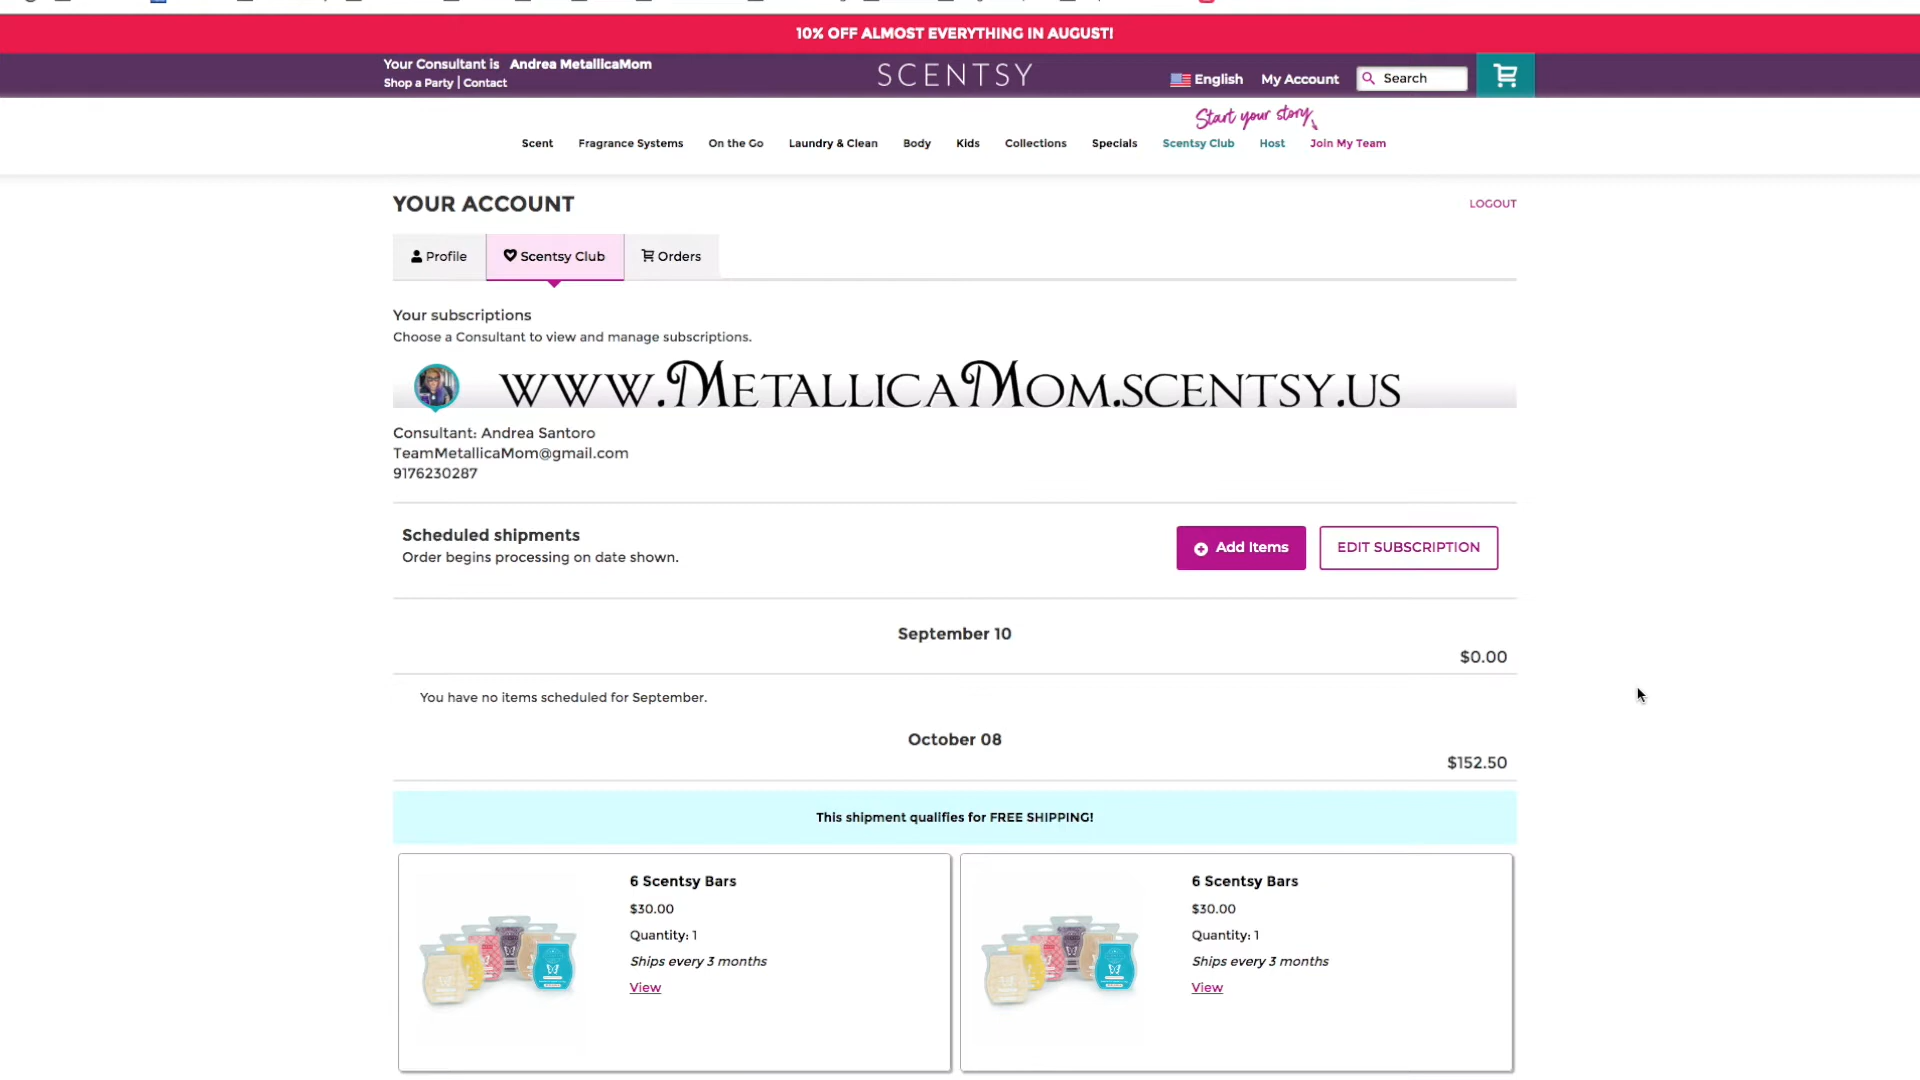 10% OFF ALMOST EVERYTHING IN AUGUST!
Your Consultant is Andrea MetallicaMom
Shop a Party | Contact
SCENTSY
English My Account Search
Start your story
Scent Fragrance Systems On the Go Laundry & Clean Body Kids Collections Specials Scentsy Club Host Join My Team
YOUR ACCOUNT
LOGOUT
Profile Scentsy Club Orders
Your subscriptions
Choose a Consultant to view and manage subscriptions.
www.MetallicaMom.scentsy.us
Consultant: Andrea Santoro
TeamMetallicaMom@gmail.com
9176230287
Scheduled shipments
Order begins processing on date shown.
Add Items EDIT SUBSCRIPTION
September 10
$0.00
You have no items scheduled for September.
October 08
$152.50
This shipment qualifies for FREE SHIPPING!
6 Scentsy Bars
$30.00
Quantity: 1
Ships every 3 months
View
6 Scentsy Bars
$30.00
Quantity: 1
Ships every 3 months
View